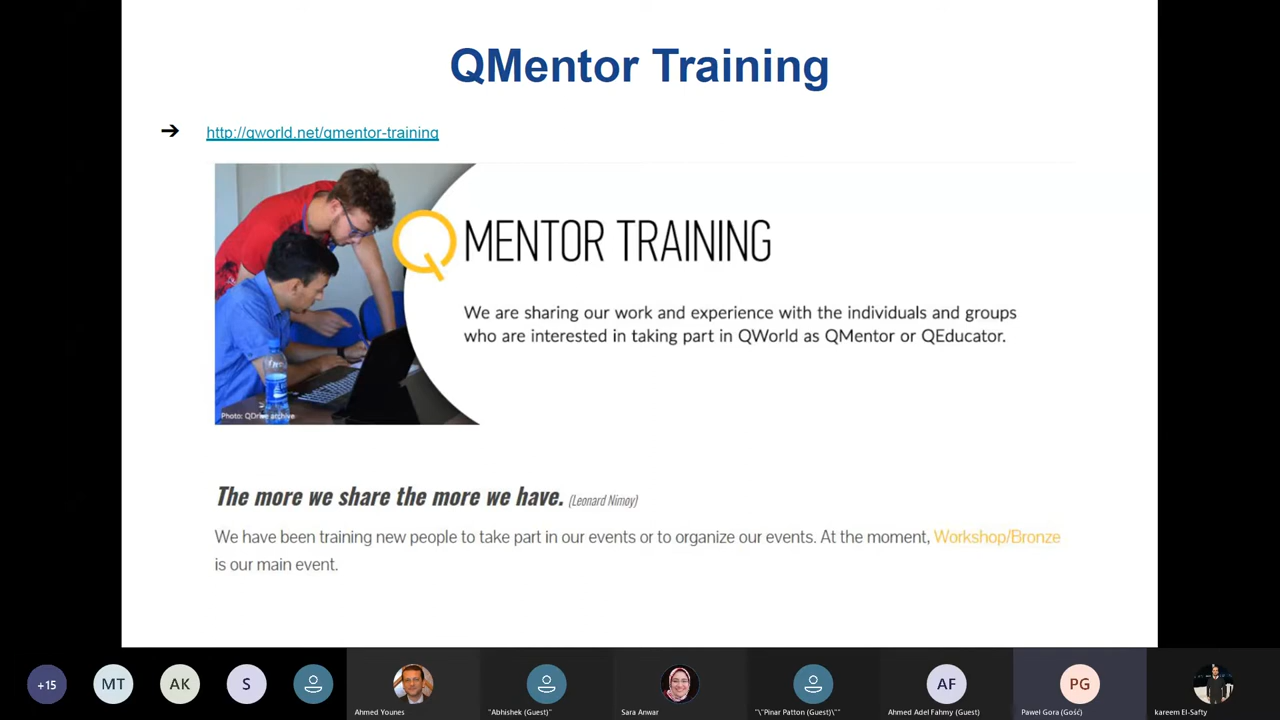 QMentor Training
➔ http://qworld.net/qmentor-training
QMENTOR TRAINING
We are sharing our work and experience with the individuals and groups
who are interested in taking part in QWorld as QMentor or QEducator.
Photo: QDrive archive
The more we share the more we have. (Leonard Nimoy)
We have been training new people to take part in our events or to organize our events. At the moment, Workshop/Bronze
is our main event.
+15 MT AK S AF PG
Ahmed Younes "Abhishek (Guest)" Sara Anwar "\"Pinar Patton (Guest)\"" Ahmed Adel Fahmy (Guest) Paweł Gora (Gość) kareem El-Safty